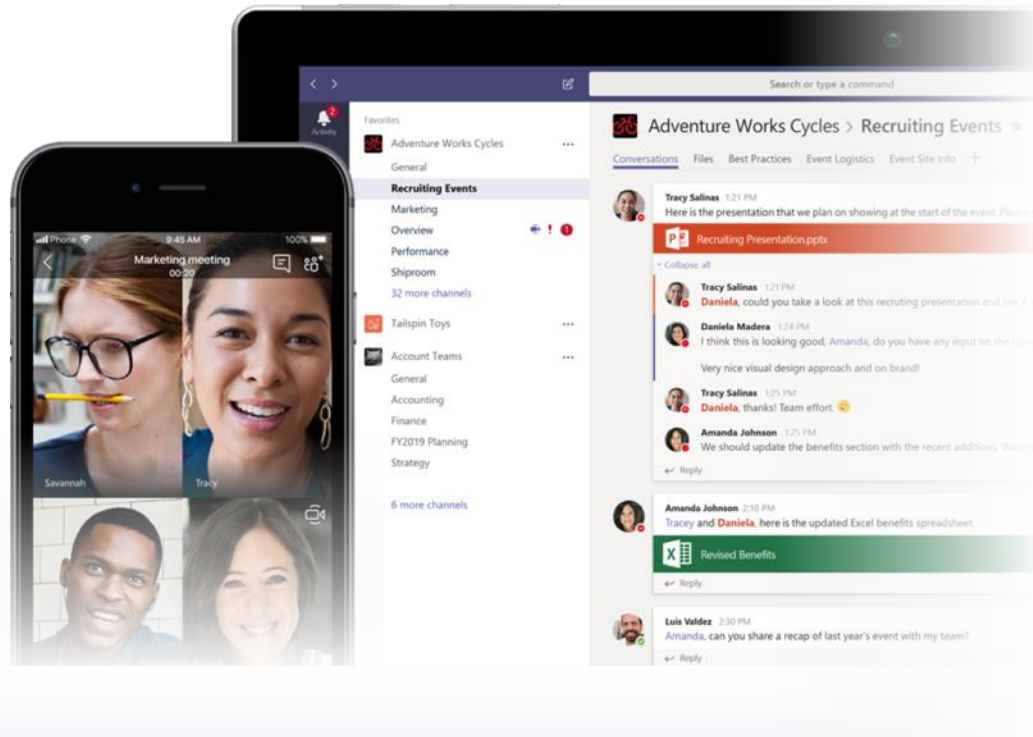 Search or type a command
2
Activity
Favorites
Adventure Works Cycles
General
Recruiting Events
Marketing
Overview
! 1
Performance
Shiproom
32 more channels
Tailspin Toys
Account Teams
General
Accounting
Finance
FY2019 Planning
Strategy
6 more channels
Adventure Works Cycles > Recruiting Events
Conversations Files Best Practices Event Logistics Event Site Info +
Tracy Salinas 1:21 PM
Here is the presentation that we plan on showing at the start of the event. Please
Recruiting Presentation.pptx
Collapse all
Tracy Salinas 1:21 PM
Daniela, could you take a look at this recruting presentation and see
Daniela Madera 1:24 PM
I think this is looking good, Amanda, do you have any input on the
Very nice visual design approach and on brand!
Tracy Salinas 1:25 PM
Daniela, thanks! Team effort.
Amanda Johnson 1:25 PM
We should update the benefits section with the recent additions.
Reply
Amanda Johnson 2:10 PM
Tracey and Daniela, here is the updated Excel benefits spreadsheet.
Revised Benefits
Reply
Luis Valdez 2:30 PM
Amanda, can you share a recap of last year's event with my team?
Reply
Phone 9:45 AM 100%
Marketing meeting
00:20
Savannah
Tracy